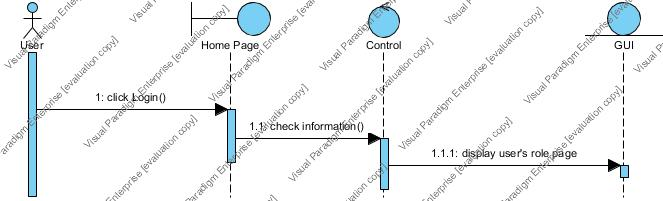 User
Home Page
Control
GUI
1: click Login()
1.1: check information()
1.1.1: display user's role page
Visual Paradigm Enterprise [evaluation copy]